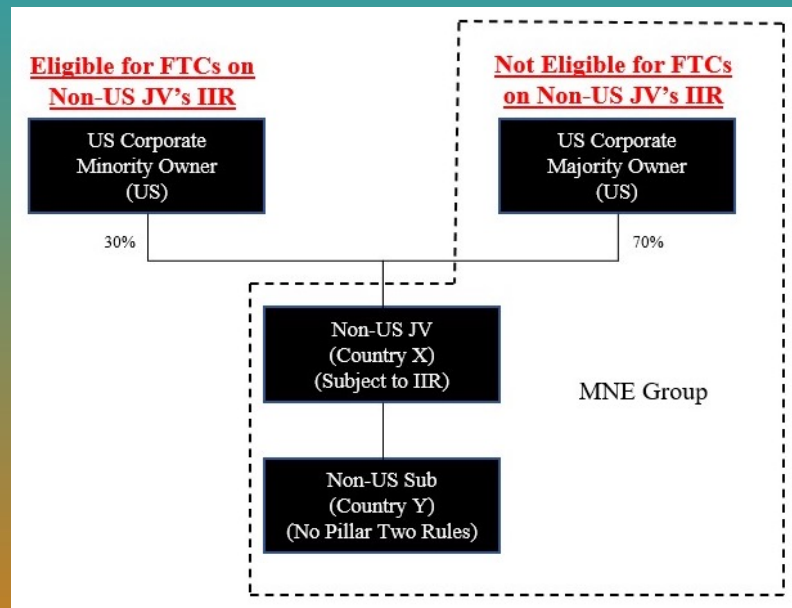 Eligible for FTCs on
Non-US JV's IIR
Not Eligible for FTCs
on Non-US JV's IIR
US Corporate
Minority Owner
(US)
US Corporate
Majority Owner
(US)
30%
70%
Non-US JV
(Country X)
(Subject to IIR)
MNE Group
Non-US Sub
(Country Y)
(No Pillar Two Rules)